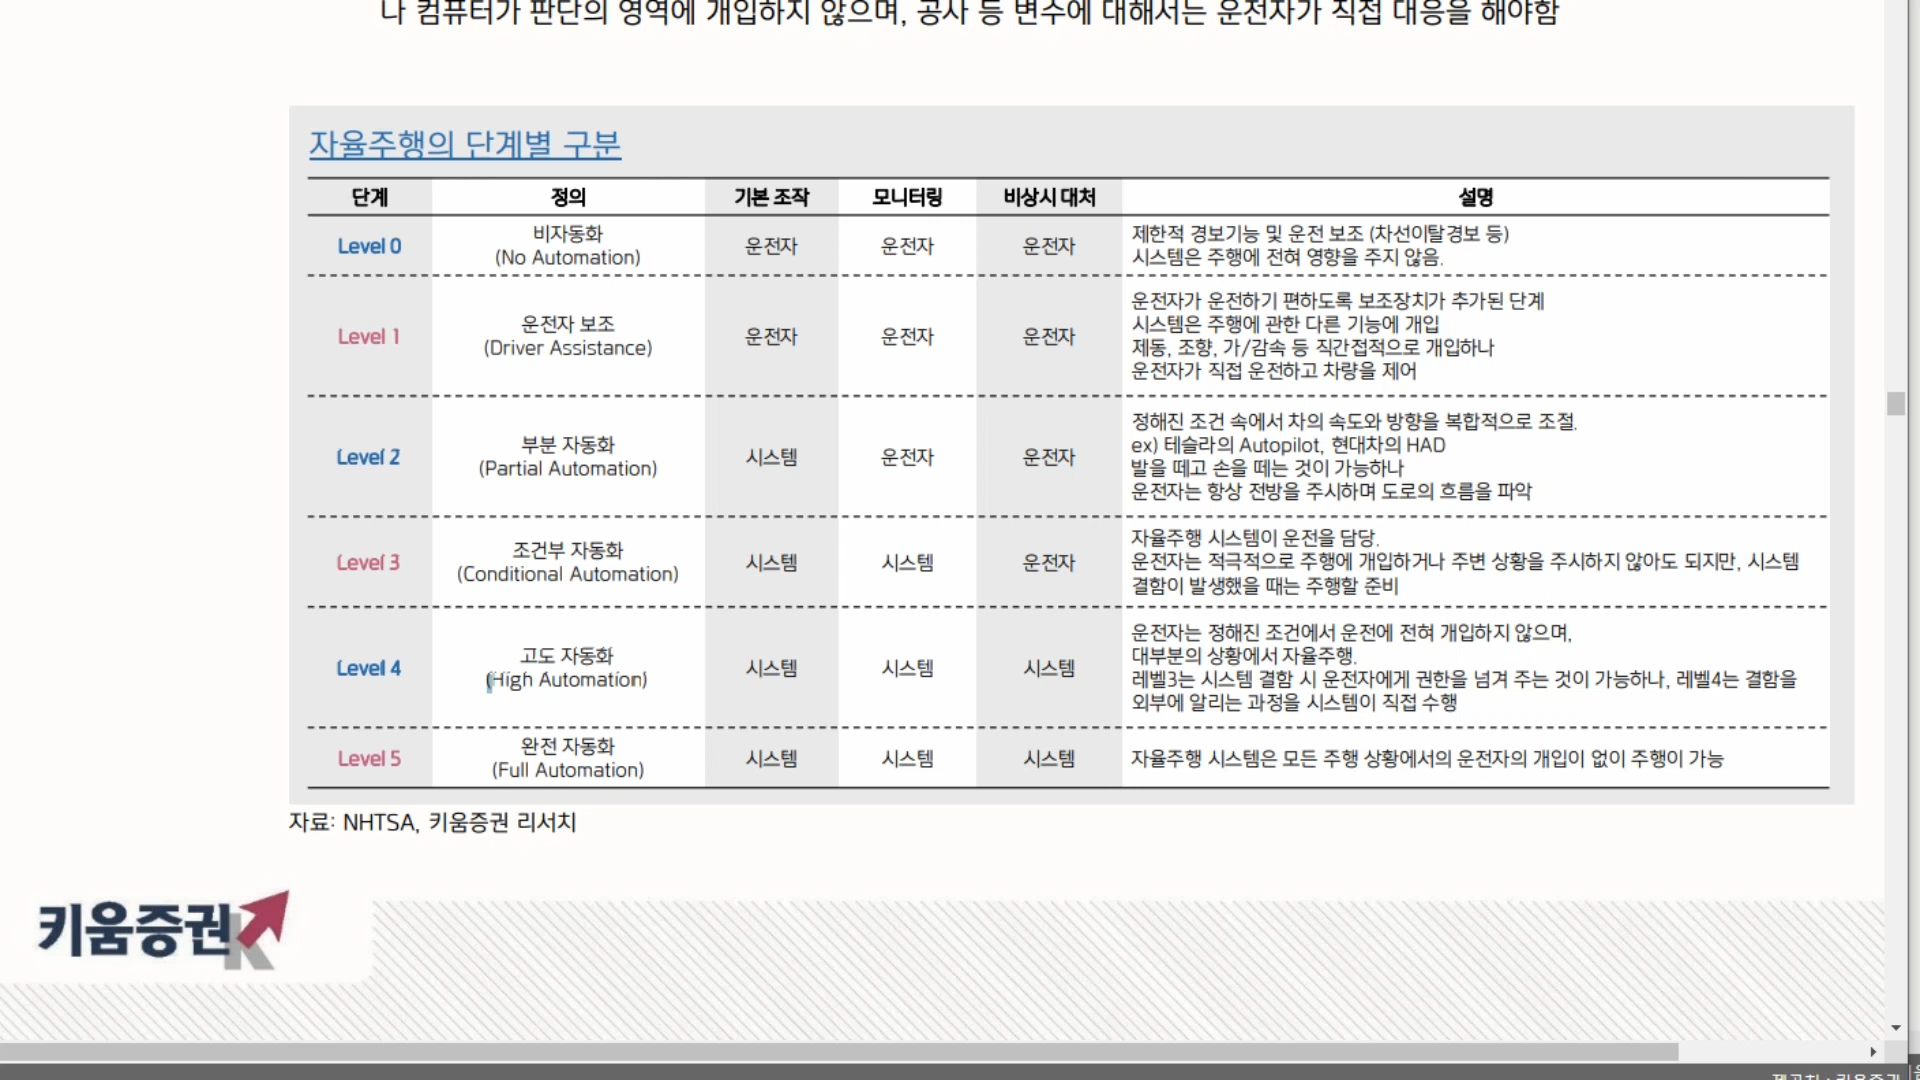 나 컴퓨터가 판단의 영역에 개입하지 않으며, 공사 등 변수에 대해서는 운전자가 직접 대응을 해야함
자율주행의 단계별 구분
단계 정의 기본 조작 모니터링 비상시 대처 설명
Level 0 비자동화 (No Automation) 운전자 운전자 운전자
제한적 경보기능 및 운전 보조 (차선이탈경보 등)
시스템은 주행에 전혀 영향을 주지 않음.
Level 1 운전자 보조 (Driver Assistance) 운전자 운전자 운전자
운전자가 운전하기 편하도록 보조장치가 추가된 단계
시스템은 주행에 관한 다른 기능에 개입
제동, 조향, 가/감속 등 직간접적으로 개입하나
운전자가 직접 운전하고 차량을 제어
Level 2 부분 자동화 (Partial Automation) 시스템 운전자 운전자
정해진 조건 속에서 차의 속도와 방향을 복합적으로 조절.
ex) 테슬라의 Autopilot, 현대차의 HAD
발을 떼고 손을 떼는 것이 가능하나
운전자는 항상 전방을 주시하며 도로의 흐름을 파악
Level 3 조건부 자동화 (Conditional Automation) 시스템 시스템 운전자
자율주행 시스템이 운전을 담당.
운전자는 적극적으로 주행에 개입하거나 주변 상황을 주시하지 않아도 되지만, 시스템
결함이 발생했을 때는 주행할 준비
Level 4 고도 자동화 (High Automation) 시스템 시스템 시스템
운전자는 정해진 조건에서 운전에 전혀 개입하지 않으며,
대부분의 상황에서 자율주행.
레벨3는 시스템 결함 시 운전자에게 권한을 넘겨 주는 것이 가능하나, 레벨4는 결함을
외부에 알리는 과정을 시스템이 직접 수행
Level 5 완전 자동화 (Full Automation) 시스템 시스템 시스템
자율주행 시스템은 모든 주행 상황에서의 운전자의 개입이 없이 주행이 가능
자료: NHTSA, 키움증권 리서치
키움증권